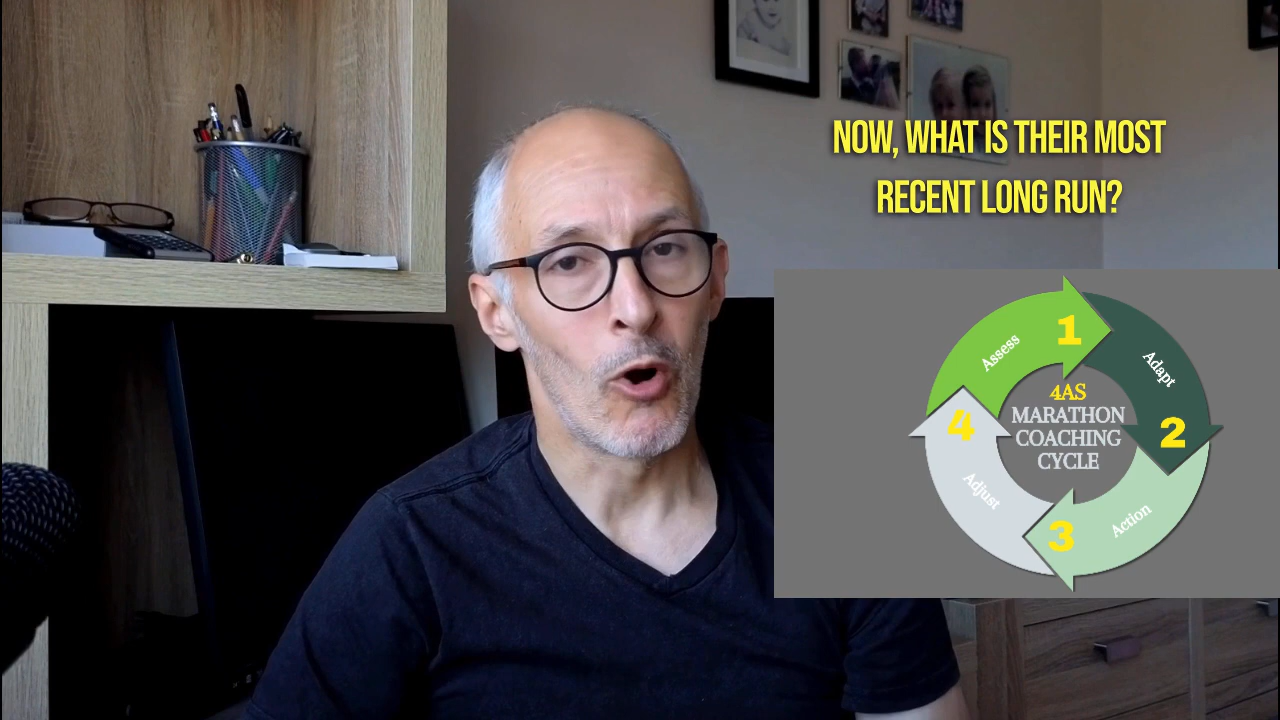 NOW, WHAT IS THEIR MOST
RECENT LONG RUN?
1
Assess
Adapt
2
4AS
MARATHON
COACHING
CYCLE
4
Adjust
3
Action